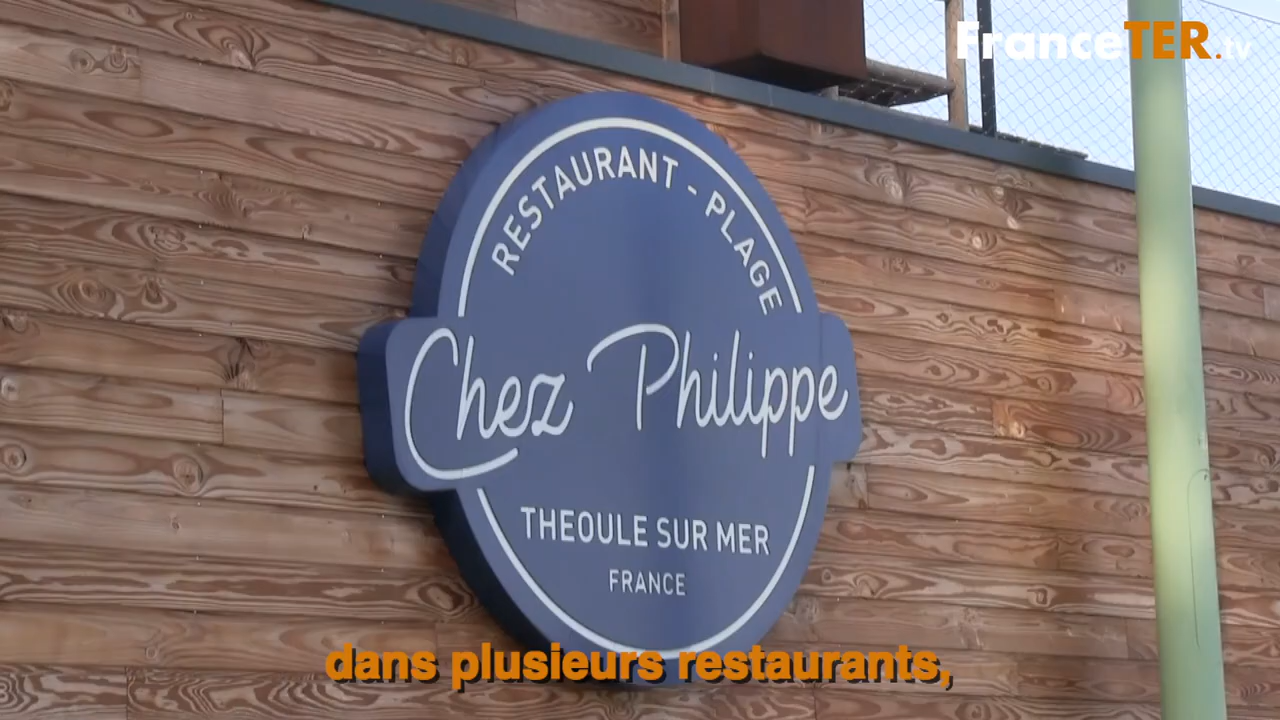 FranceTER.tv
RESTAURANT - PLAGE
Chez Philippe
THEOULE SUR MER
FRANCE
dans plusieurs restaurants,